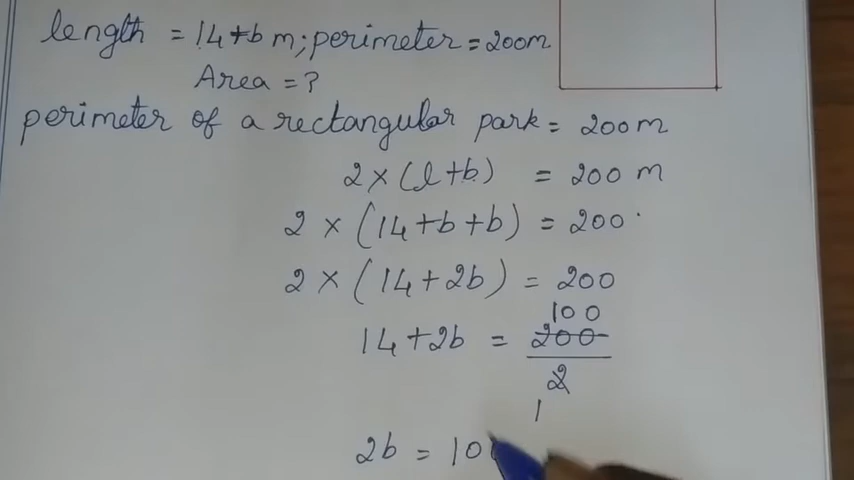 length = 14+b m; perimeter = 200m
Area = ?
perimeter of a rectangular park = 200m
2 × (l+b) = 200 m
2 × (14+b+b) = 200
2 × (14+2b) = 200
100
14+2b = 200
2
1
2b = 10